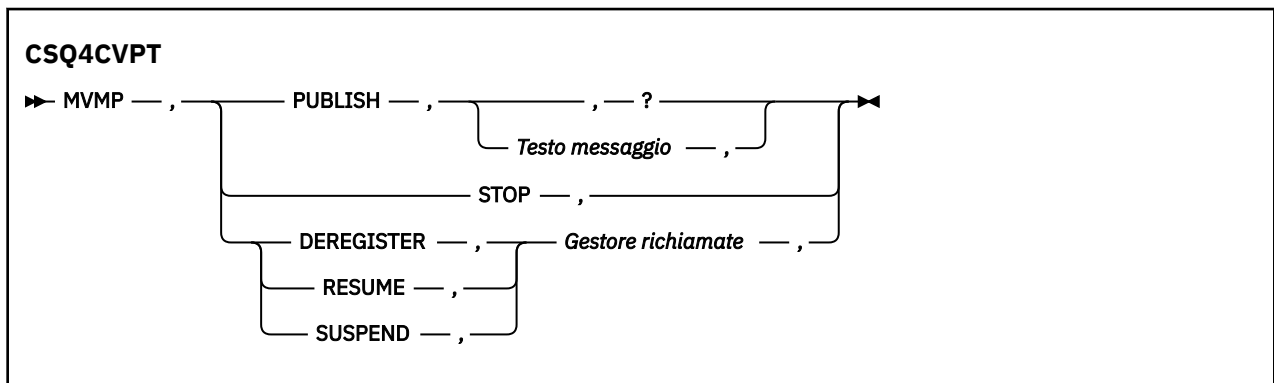 CSQ4CVPT
MVMP , PUBLISH , , ?
Testo messaggio ,
STOP ,
DEREGISTER , Gestore richiamate ,
RESUME ,
SUSPEND ,